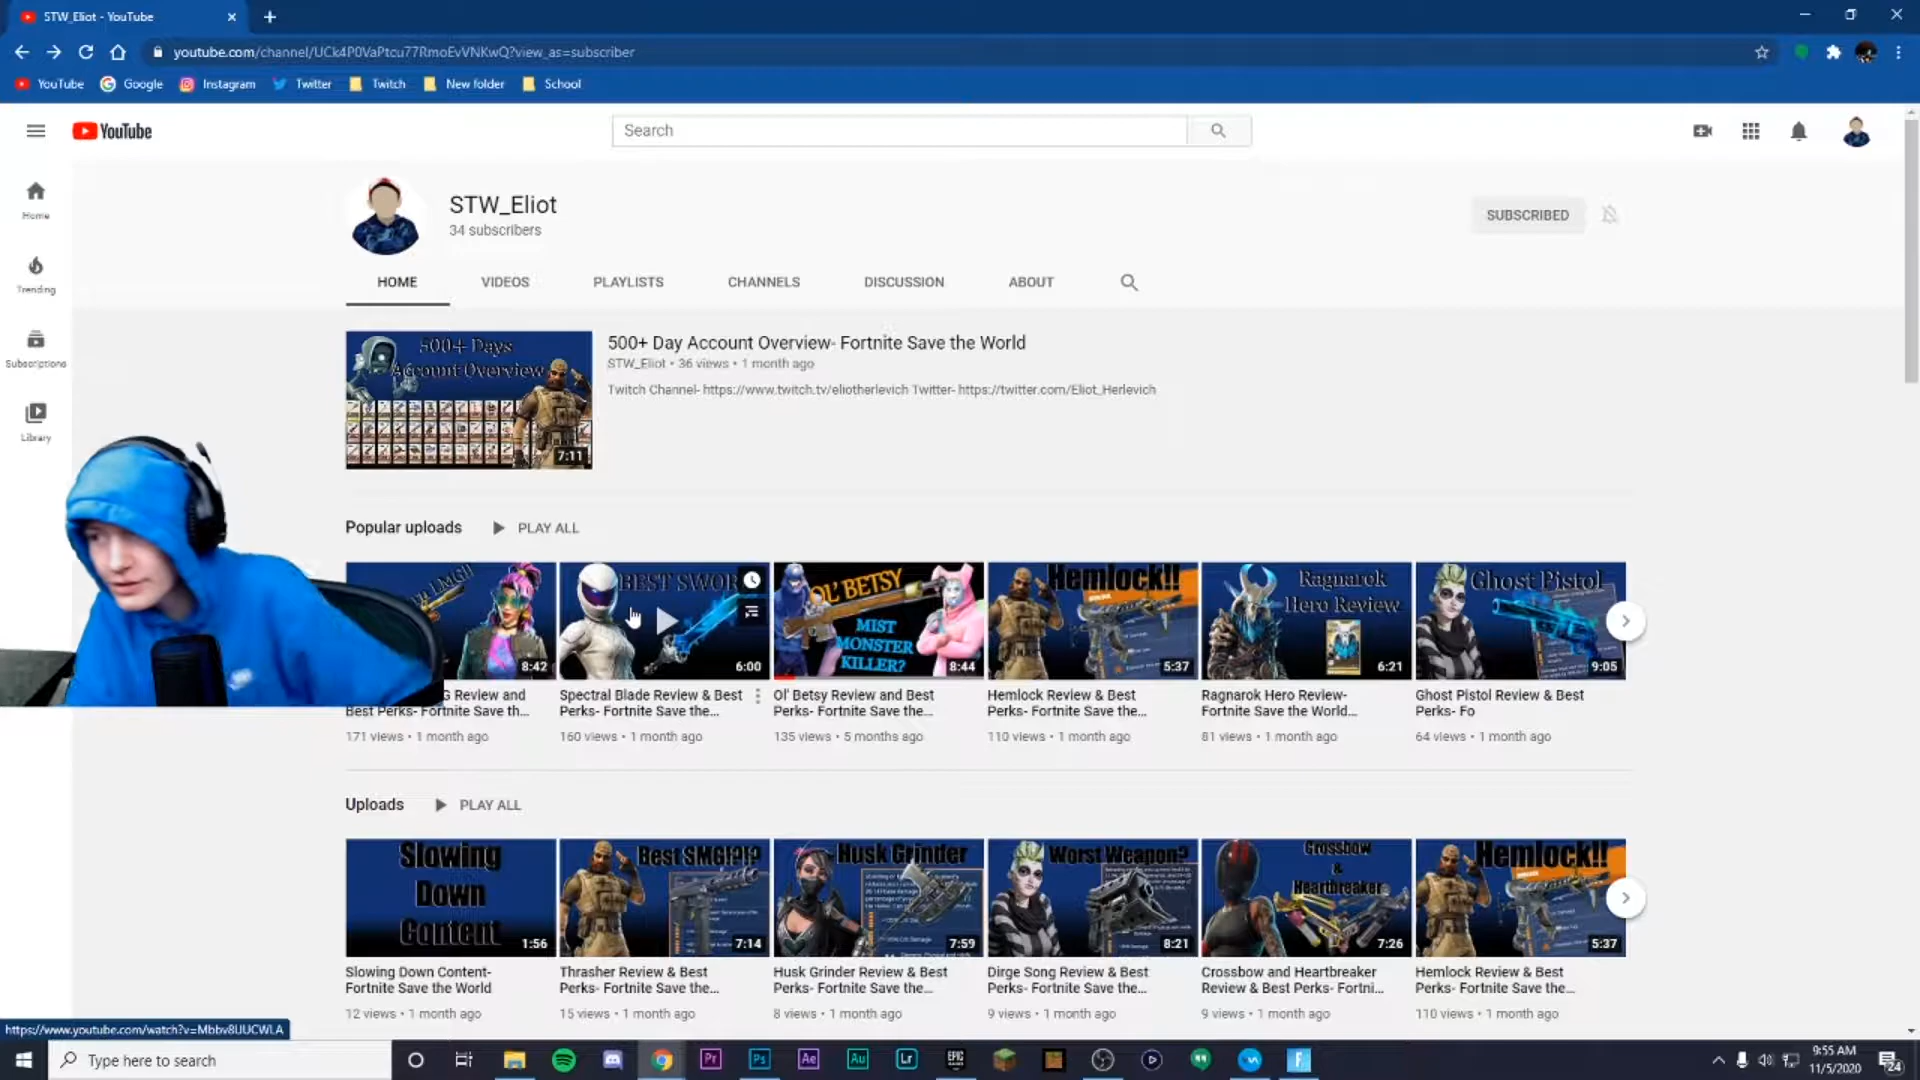 STW_Eliot - YouTube
youtube.com/channel/UCk4P0VaPtcu77RmoEvVNKwQ?view_as=subscriber
YouTube Google Instagram Twitter Twitch New folder School
YouTube
Search
Home
Trending
Subscriptions
Library
STW_Eliot
34 subscribers
SUBSCRIBED
HOME VIDEOS PLAYLISTS CHANNELS DISCUSSION ABOUT
500+ Days
Account Overview
7:11
500+ Day Account Overview- Fortnite Save the World
STW_Eliot • 36 views • 1 month ago
Twitch Channel- https://www.twitch.tv/eliotherlevich Twitter- https://twitter.com/Eliot_Herlevich
Popular uploads PLAY ALL
LMG!!
8:42
G Review and
Best Perks- Fortnite Save th...
171 views • 1 month ago
BEST SWOR
6:00
Spectral Blade Review & Best
Perks- Fortnite Save the...
160 views • 1 month ago
OL' BETSY
MIST
MONSTER
KILLER?
8:44
Ol' Betsy Review and Best
Perks- Fortnite Save the...
135 views • 5 months ago
Hemlock!!
5:37
Hemlock Review & Best
Perks- Fortnite Save the...
110 views • 1 month ago
Ragnarok
Hero Review
6:21
Ragnarok Hero Review-
Fortnite Save the World...
81 views • 1 month ago
Ghost Pistol
9:05
Ghost Pistol Review & Best
Perks- Fo
64 views • 1 month ago
Uploads PLAY ALL
Slowing
Down
Content
1:56
Slowing Down Content-
Fortnite Save the World
12 views • 1 month ago
Best SMG!?!?
7:14
Thrasher Review & Best
Perks- Fortnite Save the...
15 views • 1 month ago
Husk Grinder
7:59
Husk Grinder Review & Best
Perks- Fortnite Save the...
8 views • 1 month ago
Worst Weapon?
8:21
Dirge Song Review & Best
Perks- Fortnite Save the...
9 views • 1 month ago
Crossbow
&
Heartbreaker
7:26
Crossbow and Heartbreaker
Review & Best Perks- Fortni...
9 views • 1 month ago
Hemlock!!
5:37
Hemlock Review & Best
Perks- Fortnite Save the...
110 views • 1 month ago
https://www.youtube.com/watch?v=Mbbv8UUCWLA
Type here to search
Pr Ps Ae Au Lr EPIC GAMES
9:55 AM
11/5/2020
24